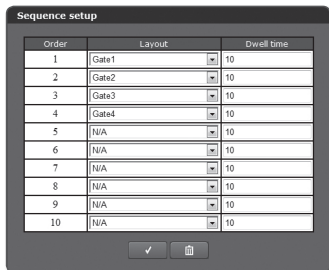 Sequence setup
Order Layout Dwell time
1 Gate1 10
2 Gate2 10
3 Gate3 10
4 Gate4 10
5 N/A 10
6 N/A 10
7 N/A 10
8 N/A 10
9 N/A 10
10 N/A 10